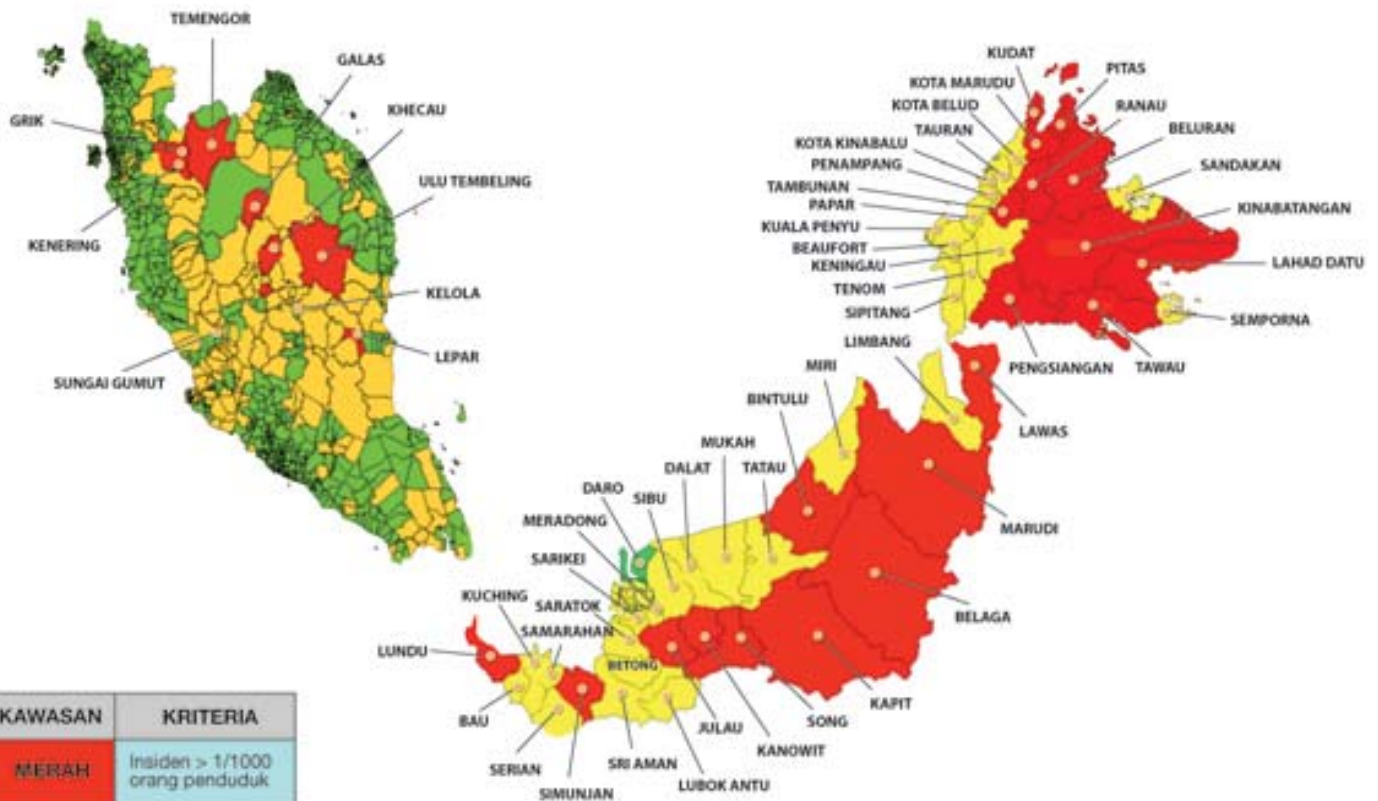 TEMENGOR
GALAS
KHECAU
GRIK
ULU TEMBELING
KENERING
KELOLA
LEPAR
SUNGAI GUMUT
KUDAT
PITAS
KOTA MARUDU
RANAU
KOTA BELUD
BELURAN
TAURAN
KOTA KINABALU
SANDAKAN
PENAMPANG
TAMBUNAN
KINABATANGAN
PAPAR
KUALA PENYU
BEAUFORT
LAHAD DATU
KENINGAU
TENOM
SIPITANG
SEMPORNA
LIMBANG
PENGSIANGAN
TAWAU
MIRI
BINTULU
LAWAS
MUKAH
DALAT
TATAU
DARO
SIBU
MERADONG
MARUDI
SARIKEI
KUCHING
SARATOK
BELAGA
SAMARAHAN
LUNDU
BETONG
KAPIT
BAU
SONG
JULAU
KANOWIT
SERIAN
SRI AMAN
LUBOK ANTU
SIMUNJAN
KAWASAN KRITERIA
MERAH Insiden > 1/1000
orang penduduk